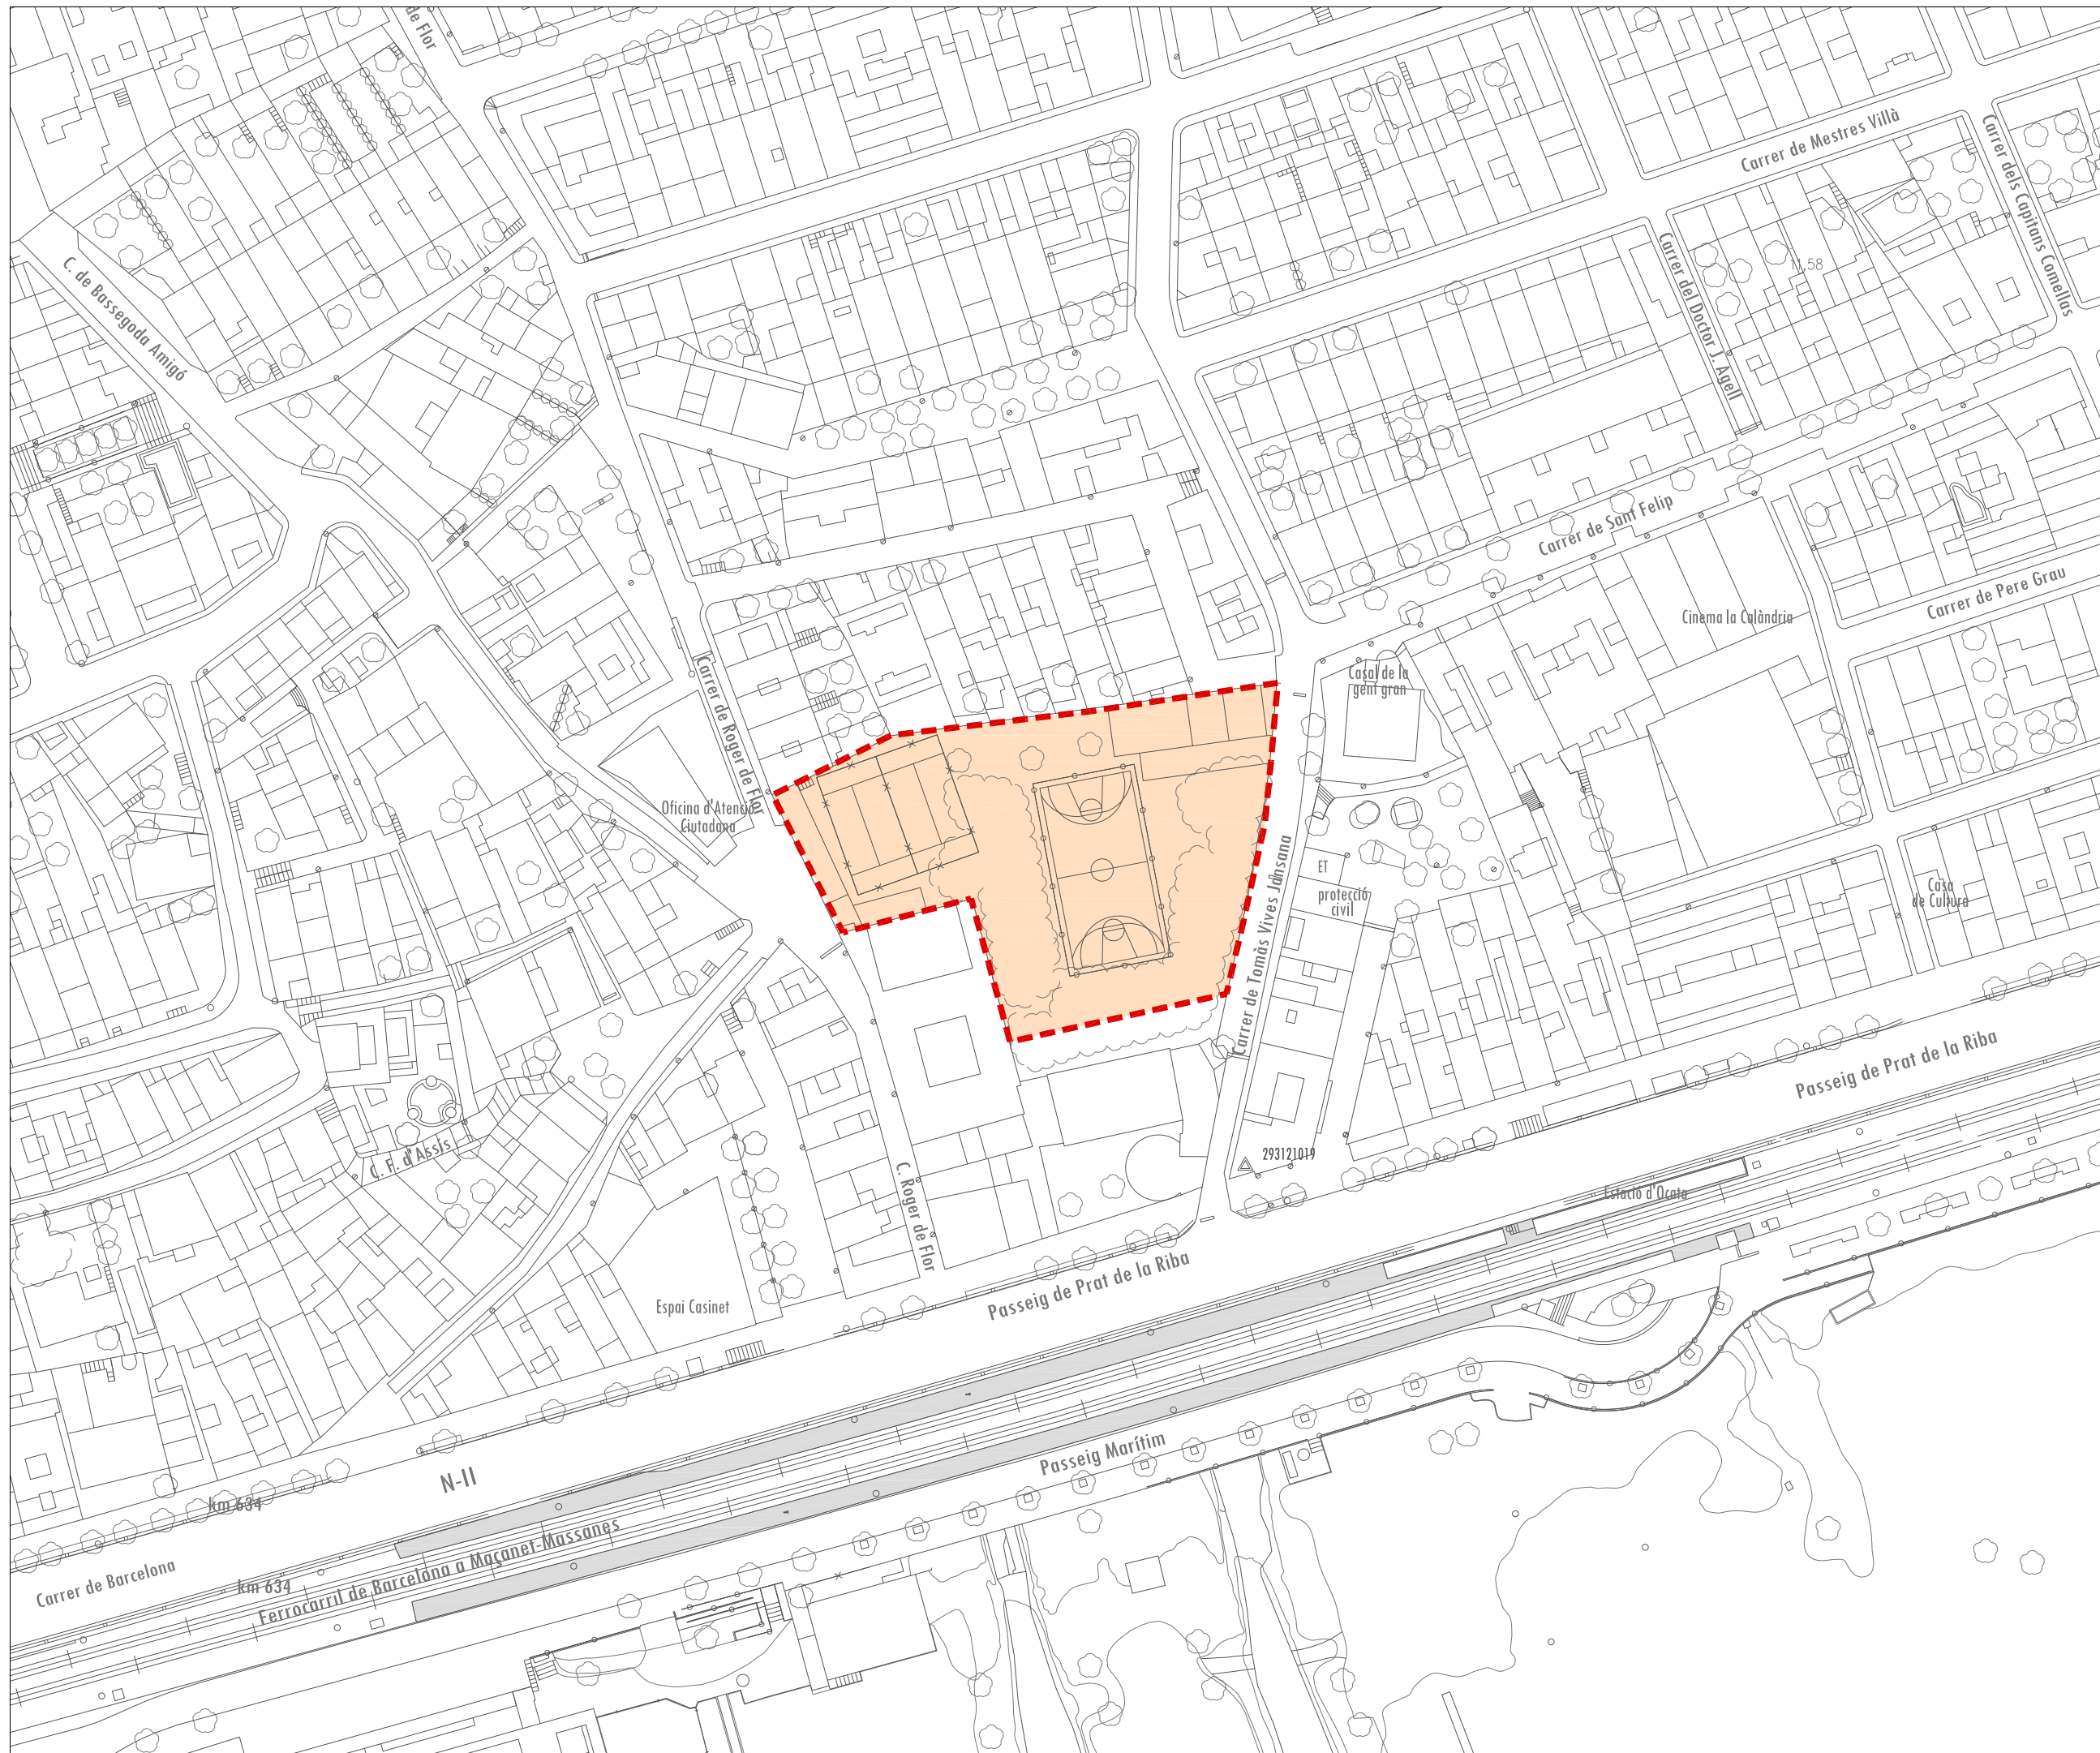 de Flor
Carrer de Mestres Villà
Carrer dels Capitans Comellas
C. de Bassegoda Amigó
Carrer del Doctor J. Agell
11,58
Carrer de Sant Felip
Carrer de Pere Grau
Cinema la Calàndria
Casal de la
gent gran
Carrer de Roger de Flor
Oficina d'Atenció
Ciutadana
ET
protecció
civil
Casa
de Cultura
Carrer de Tomàs Vives Jansana
Passeig de Prat de la Riba
C. F. d'Assís
293121019
Estació d'Ocata
C. Roger de Flor
Passeig de Prat de la Riba
Espai Casinet
Passeig Marítim
N-II
km 634
Ferrocarril de Barcelona a Maçanet-Massanes
km 634
Carrer de Barcelona